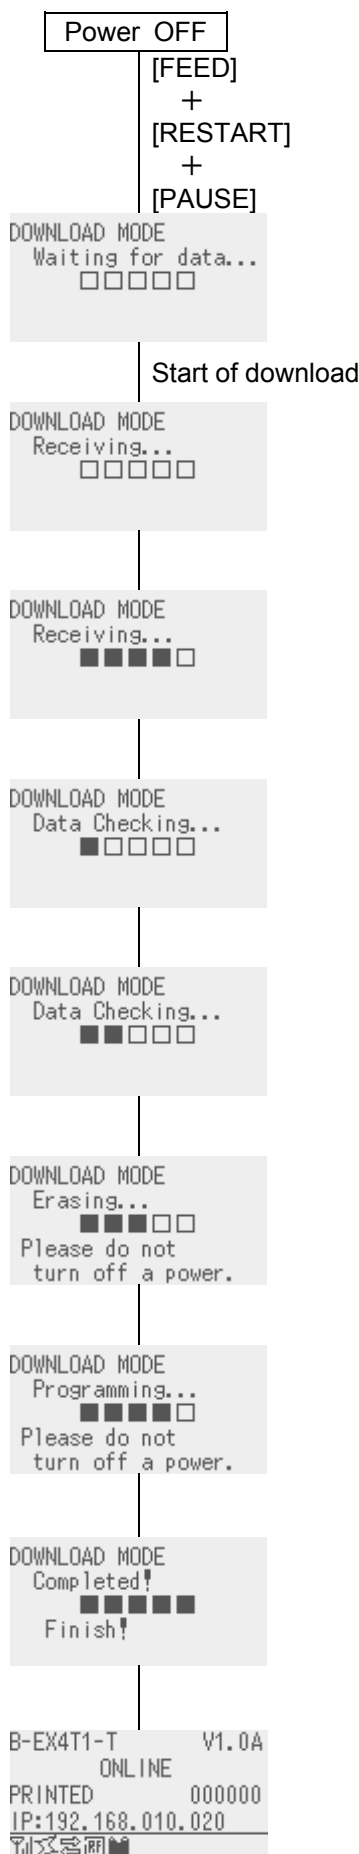 Power OFF
[FEED]
+
[RESTART]
+
[PAUSE]
DOWNLOAD MODE
Waiting for data...
□□□□□
Start of download
DOWNLOAD MODE
Receiving...
□□□□□
DOWNLOAD MODE
Receiving...
■■■■□
DOWNLOAD MODE
Data Checking...
■□□□□
DOWNLOAD MODE
Data Checking...
■■□□□
DOWNLOAD MODE
Erasing...
■■■□□
Please do not
turn off a power.
DOWNLOAD MODE
Programming...
■■■■□
Please do not
turn off a power.
DOWNLOAD MODE
Completed!
■■■■■
Finish!
B-EX4T1-T V1.0A
ONLINE
PRINTED 000000
IP:192.168.010.020